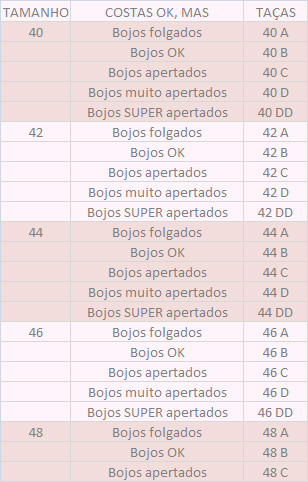 TAMANHO COSTAS OK, MAS TAÇAS
40 Bojos folgados 40 A
Bojos OK 40 B
Bojos apertados 40 C
Bojos muito apertados 40 D
Bojos SUPER apertados 40 DD
42 Bojos folgados 42 A
Bojos OK 42 B
Bojos apertados 42 C
Bojos muito apertados 42 D
Bojos SUPER apertados 42 DD
44 Bojos folgados 44 A
Bojos OK 44 B
Bojos apertados 44 C
Bojos muito apertados 44 D
Bojos SUPER apertados 44 DD
46 Bojos folgados 46 A
Bojos OK 46 B
Bojos apertados 46 C
Bojos muito apertados 46 D
Bojos SUPER apertados 46 DD
48 Bojos folgados 48 A
Bojos OK 48 B
Bojos apertados 48 C